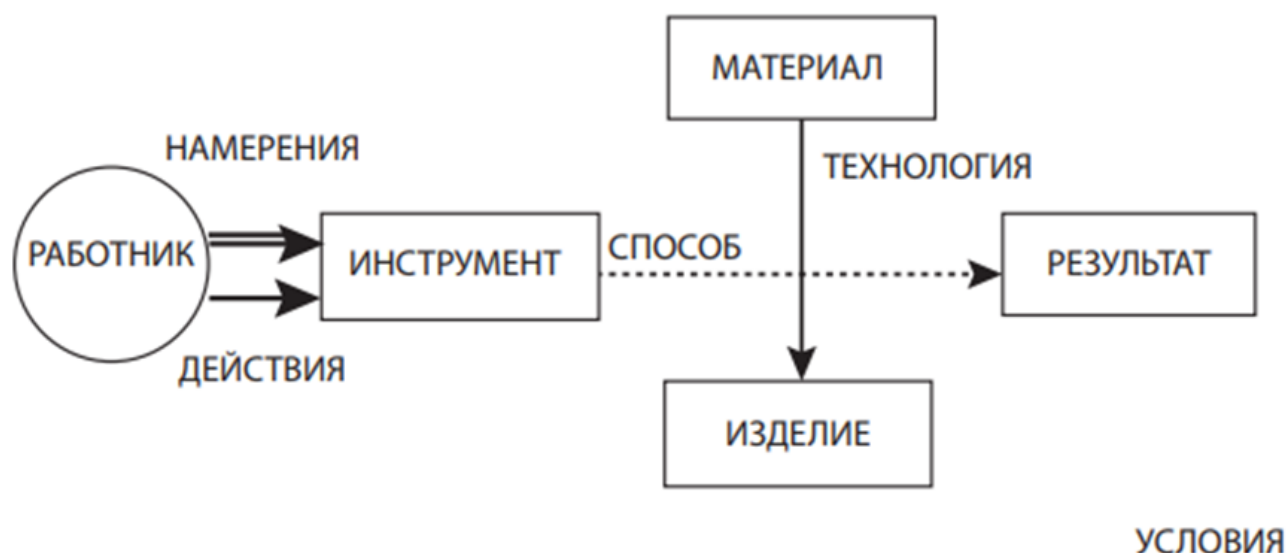 МАТЕРИАЛ
НАМЕРЕНИЯ
ТЕХНОЛОГИЯ
РАБОТНИК
ИНСТРУМЕНТ
СПОСОБ
РЕЗУЛЬТАТ
ДЕЙСТВИЯ
ИЗДЕЛИЕ
УСЛОВИЯ